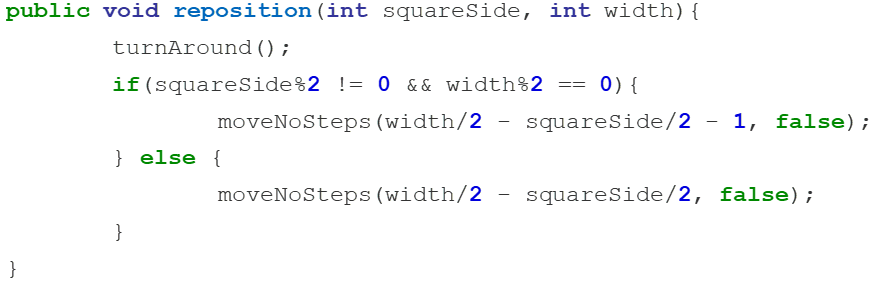 public void reposition(int squareSide, int width){
        turnAround();
        if(squareSide%2 != 0 && width%2 == 0){
                moveNoSteps(width/2 - squareSide/2 - 1, false);
        } else {
                moveNoSteps(width/2 - squareSide/2, false);
        }
}